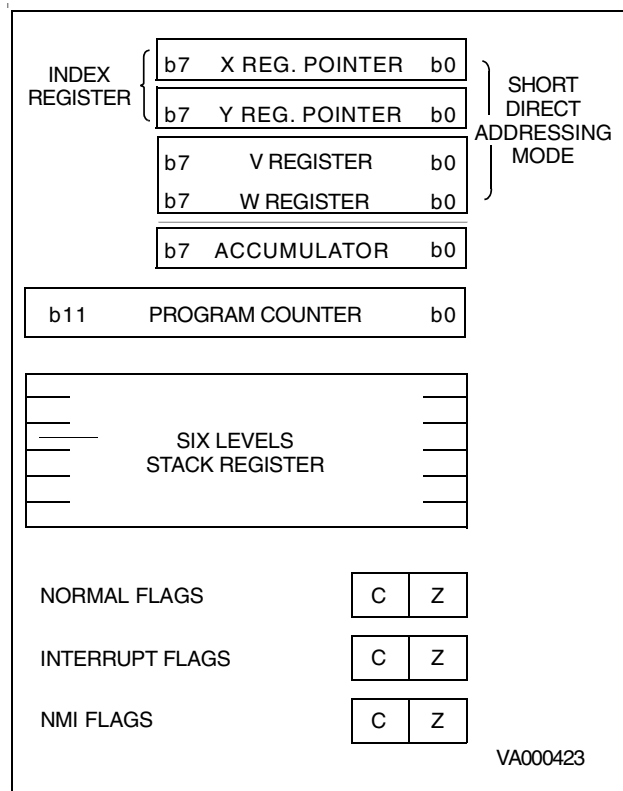 INDEX
REGISTER
b7 X REG. POINTER b0
b7 Y REG. POINTER b0
SHORT
DIRECT
ADDRESSING
MODE
b7 V REGISTER b0
b7 W REGISTER b0
b7 ACCUMULATOR b0
b11 PROGRAM COUNTER b0
SIX LEVELS
STACK REGISTER
NORMAL FLAGS C Z
INTERRUPT FLAGS C Z
NMI FLAGS C Z
VA000423